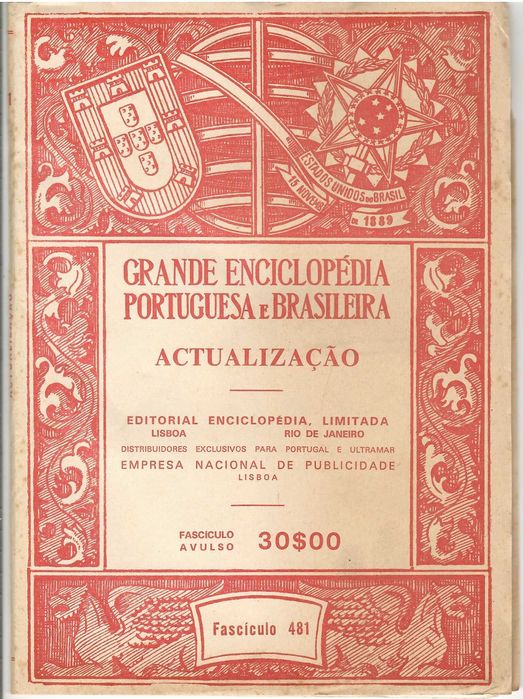 ESTADOS UNIDOS DO BRASIL
15 NOVEMBRO
DE 1889
GRANDE ENCICLOPÉDIA
PORTUGUESA E BRASILEIRA
ACTUALIZAÇÃO
EDITORIAL ENCICLOPÉDIA, LIMITADA
LISBOA RIO DE JANEIRO
DISTRIBUIDORES EXCLUSIVOS PARA PORTUGAL E ULTRAMAR
EMPRESA NACIONAL DE PUBLICIDADE
LISBOA
FASCÍCULO
AVULSO 30$00
Fascículo 481